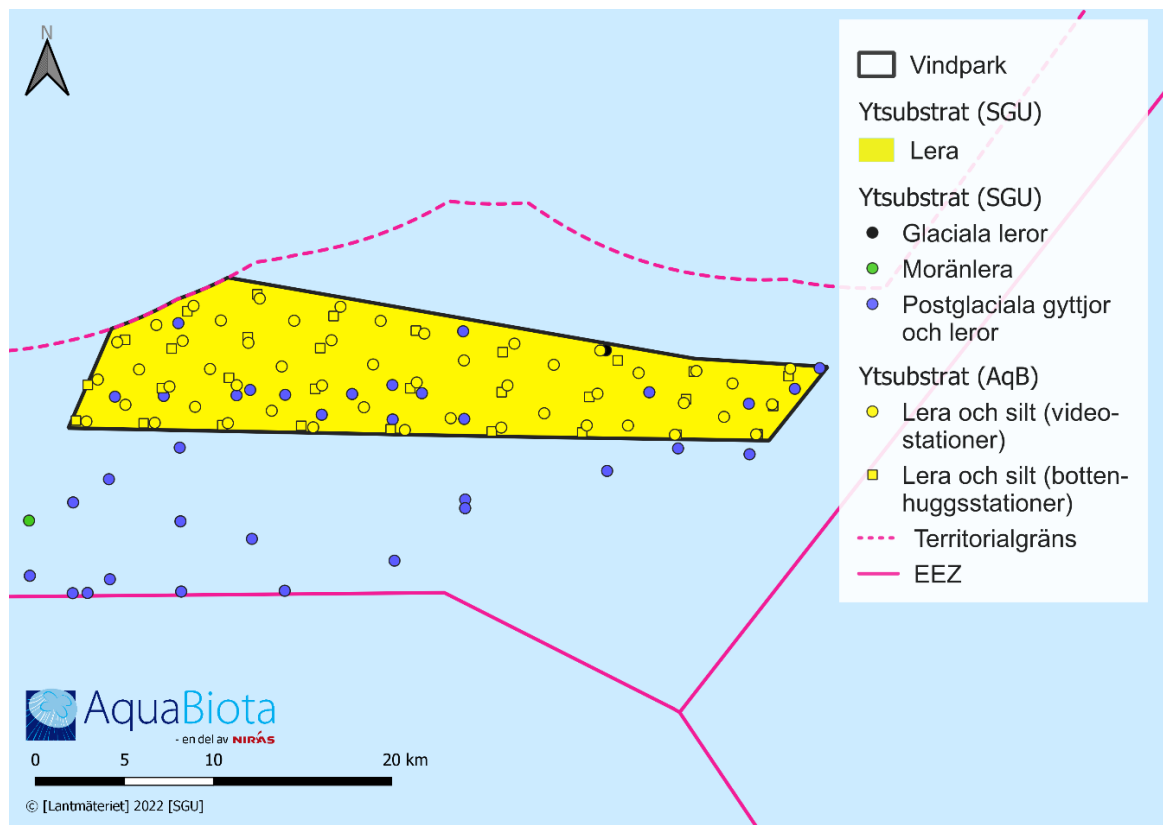 N
Vindpark
Ytsubstrat (SGU)
Lera
Ytsubstrat (SGU)
Glaciala leror
Moränlera
Postglaciala gyttjor
och leror
Ytsubstrat (AqB)
Lera och silt (video-
stationer)
Lera och silt (botten-
huggsstationer)
Territorialgräns
EEZ
AquaBiota
- en del av NIRÁS
0 5 10 20 km
© [Lantmäteriet] 2022 [SGU]